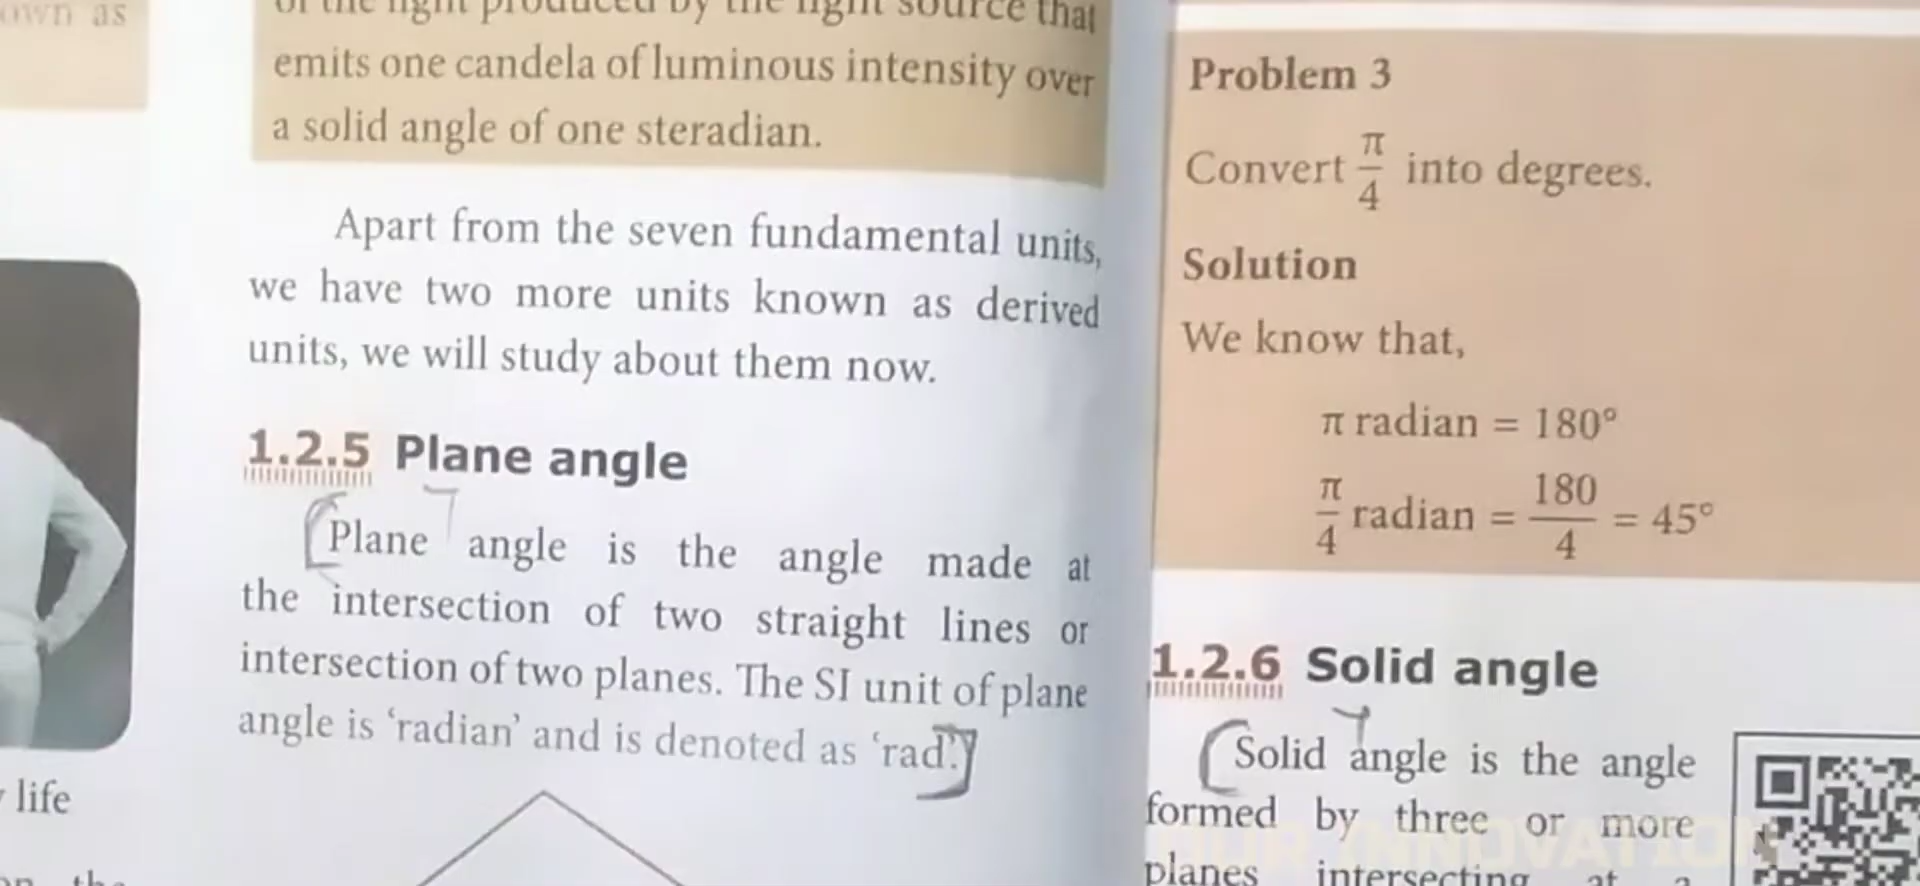 own as
of the light produced by the light source that
emits one candela of luminous intensity over
a solid angle of one steradian.
Apart from the seven fundamental units,
we have two more units known as derived
units, we will study about them now.
1.2.5 Plane angle
Plane angle is the angle made at
the intersection of two straight lines or
intersection of two planes. The SI unit of plane
angle is ‘radian’ and is denoted as ‘rad’.
life
the
Problem 3
Convert π/4 into degrees.
Solution
We know that,
π radian = 180°
π/4 radian = 180/4 = 45°
1.2.6 Solid angle
Solid angle is the angle
formed by three or more
planes intersecting at a
INNOVATION